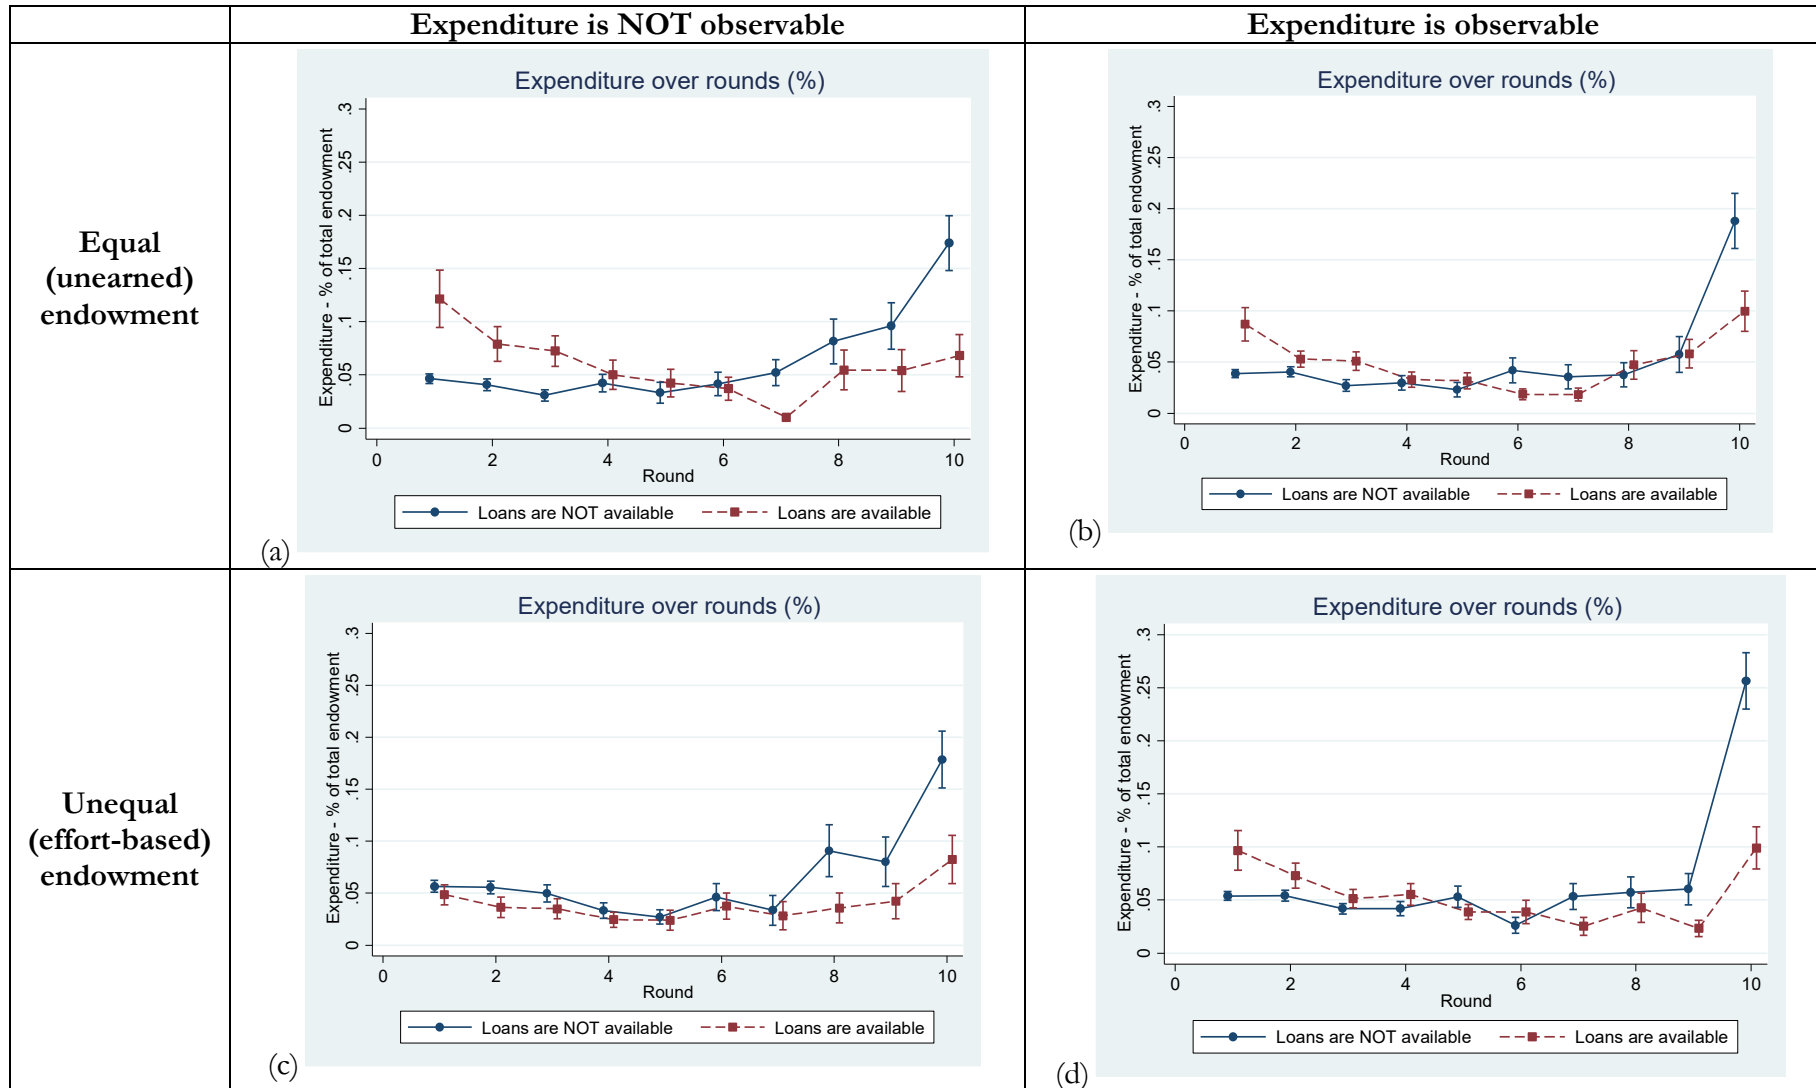 Expenditure is NOT observable
Expenditure is observable
Equal
(unearned)
endowment
Expenditure over rounds (%)
Expenditure - % of total endowment
.3
.25
.2
.15
.1
.05
0
0 2 4 6 8 10
Round
Loans are NOT available Loans are available
(a)
Expenditure over rounds (%)
Expenditure - % of total endowment
.3
.25
.2
.15
.1
.05
0
0 2 4 6 8 10
Round
Loans are NOT available Loans are available
(b)
Unequal
(effort-based)
endowment
Expenditure over rounds (%)
Expenditure - % of total endowment
.3
.25
.2
.15
.1
.05
0
0 2 4 6 8 10
Round
Loans are NOT available Loans are available
(c)
Expenditure over rounds (%)
Expenditure - % of total endowment
.3
.25
.2
.15
.1
.05
0
0 2 4 6 8 10
Round
Loans are NOT available Loans are available
(d)